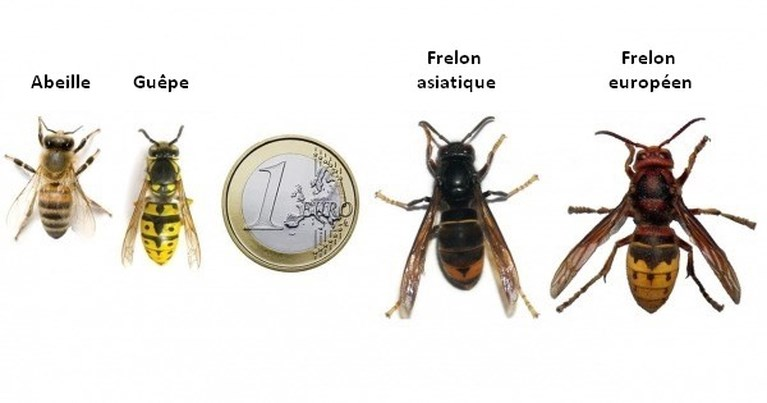 Abeille
Guêpe
1
EURO
Frelon
asiatique
Frelon
européen